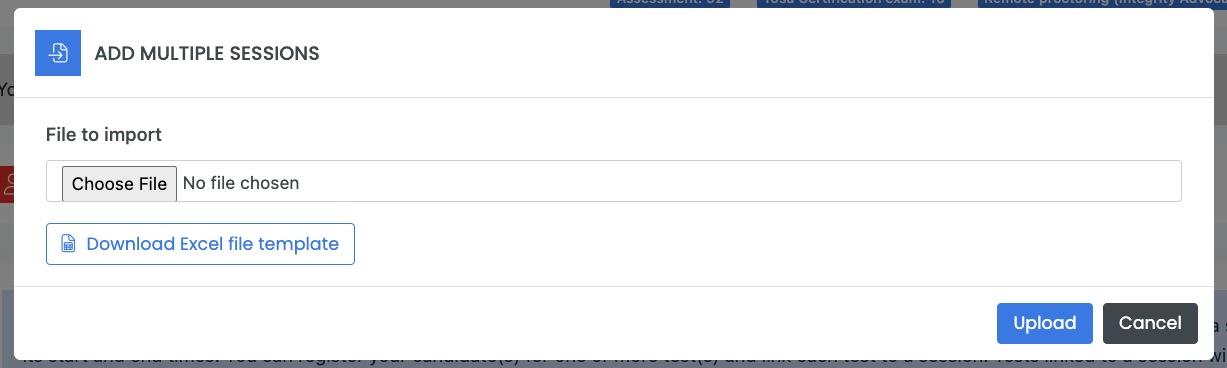 ADD MULTIPLE SESSIONS
File to import
Choose File No file chosen
Download Excel file template
Upload Cancel